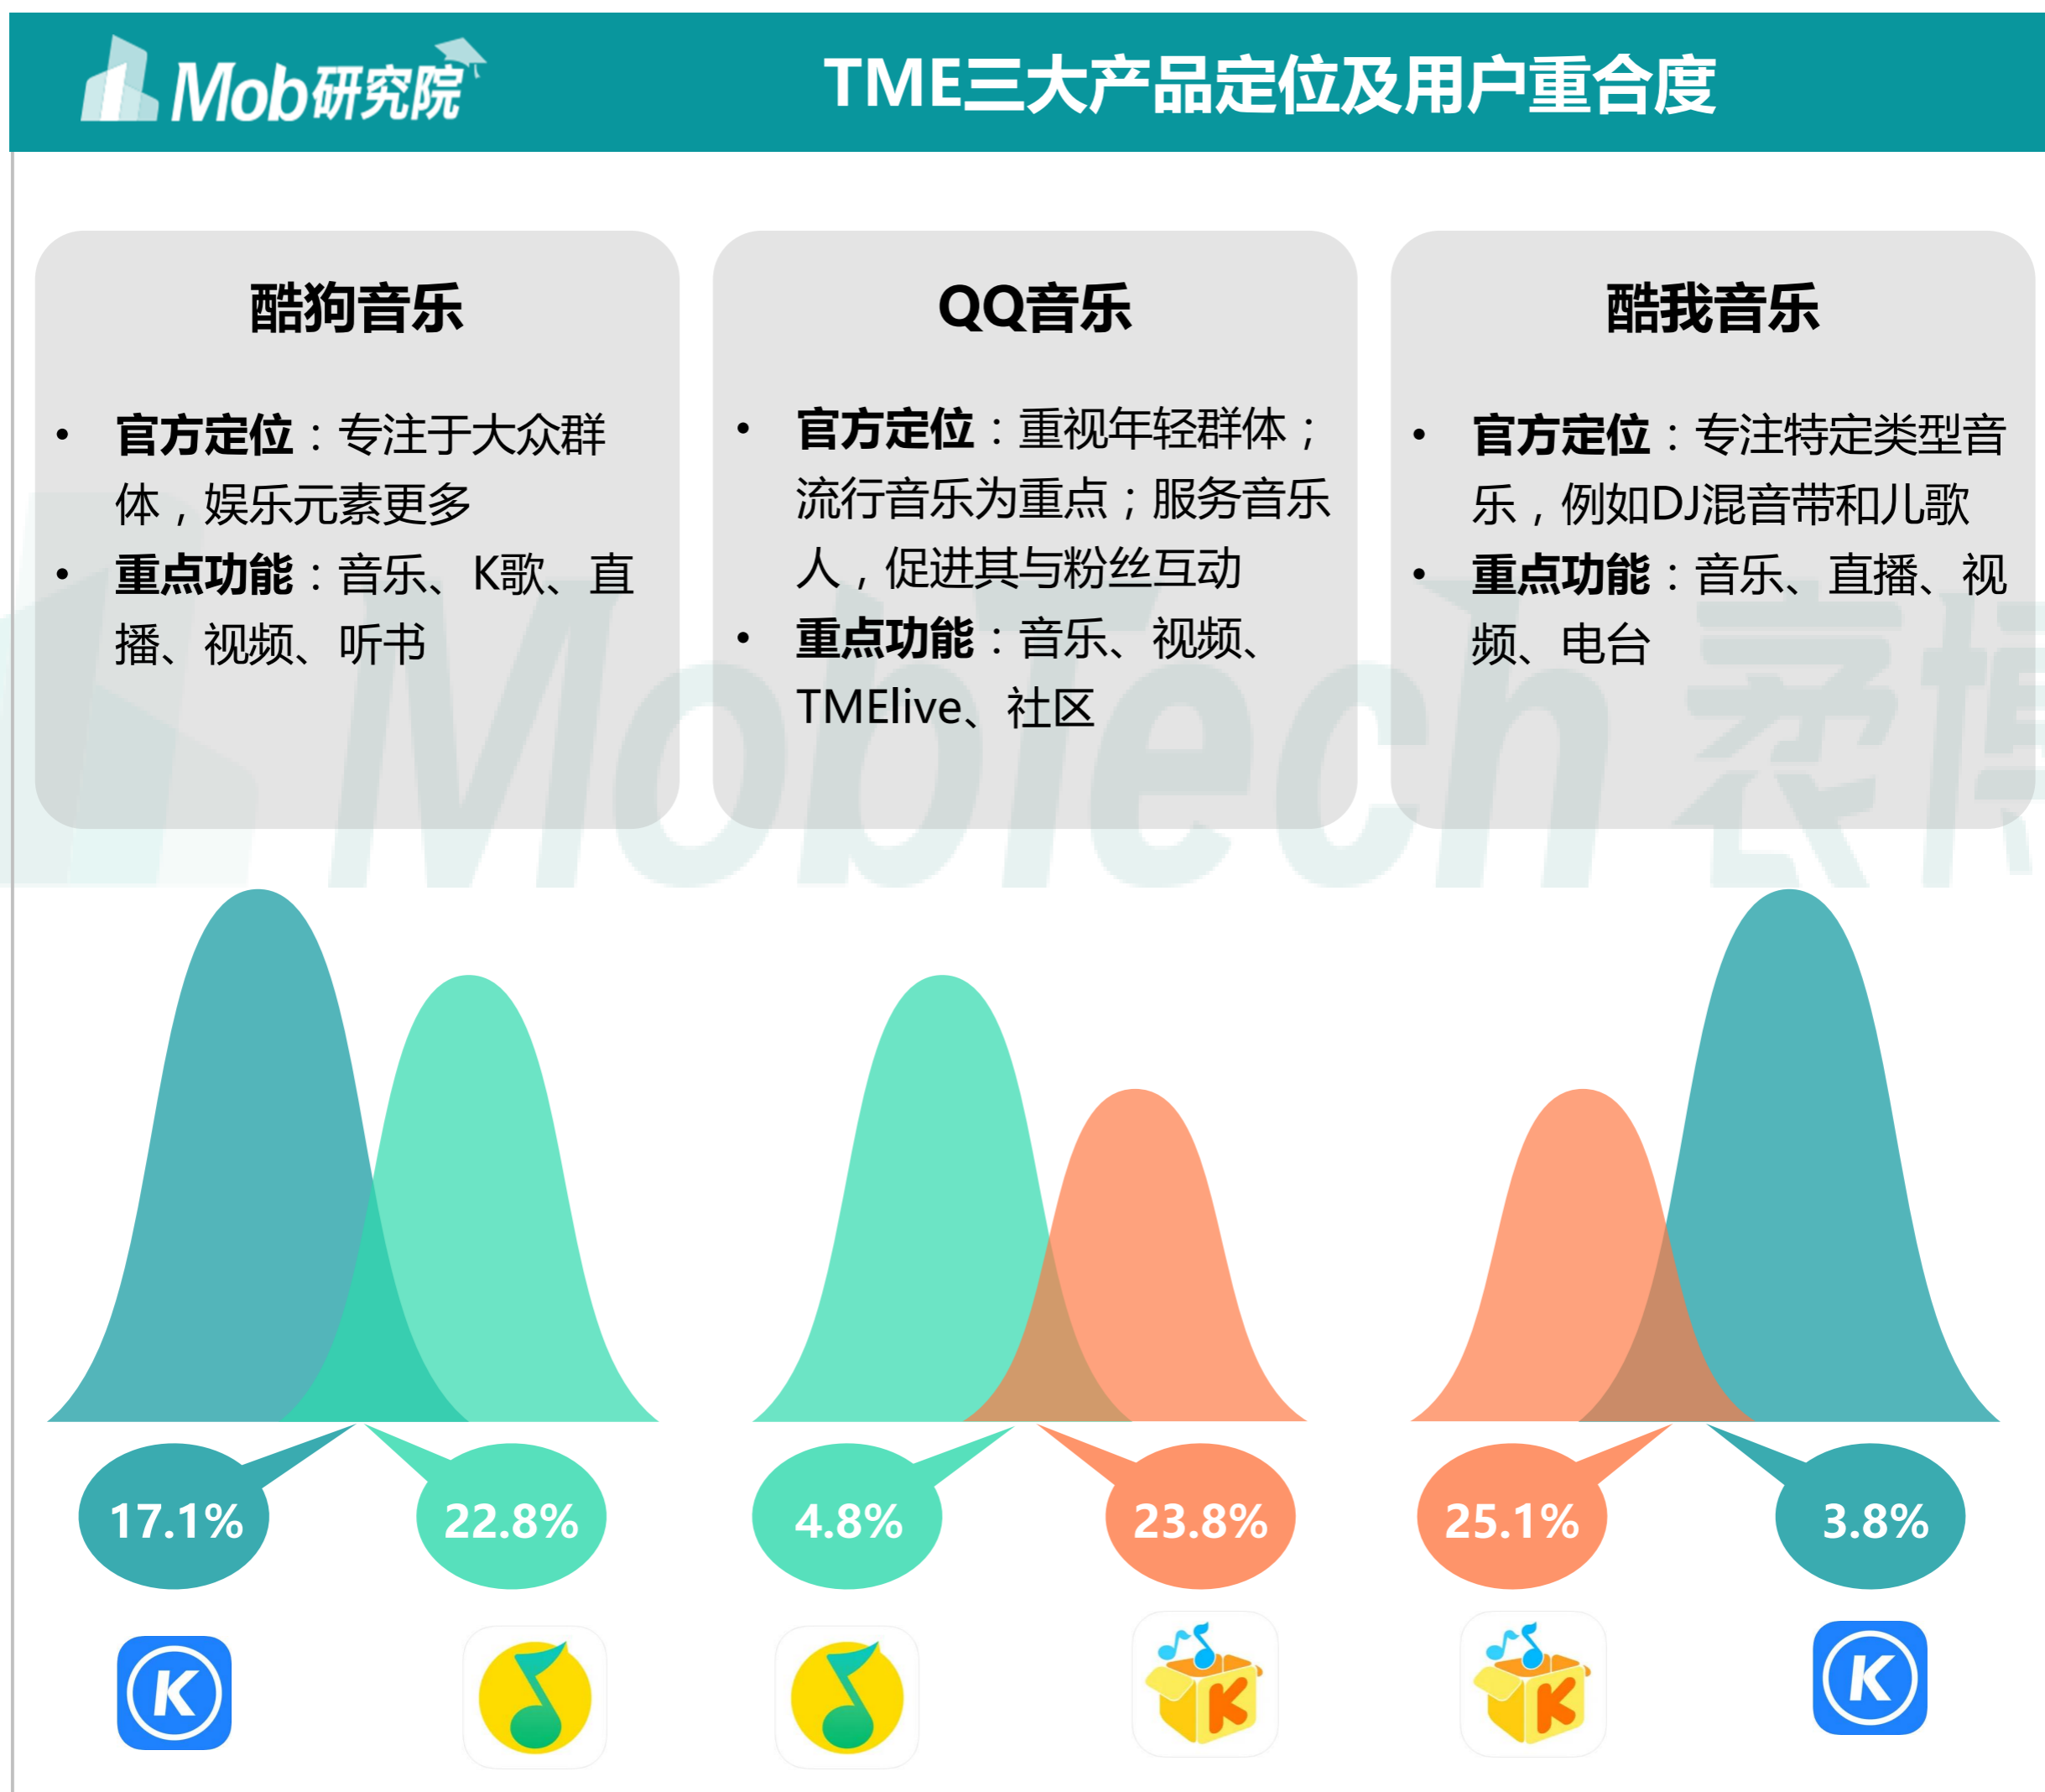 Mob研究院
TME三大产品定位及用户重合度
酷狗音乐
• 官方定位：专注于大众群
体，娱乐元素更多
• 重点功能：音乐、K歌、直
播、视频、听书
QQ音乐
• 官方定位：重视年轻群体；
流行音乐为重点；服务音乐
人，促进其与粉丝互动
• 重点功能：音乐、视频、
TMElive、社区
酷我音乐
• 官方定位：专注特定类型音
乐，例如DJ混音带和儿歌
• 重点功能：音乐、直播、视
频、电台
MobTech 袤博
17.1%
22.8%
4.8%
23.8%
25.1%
3.8%
K
K
K
K